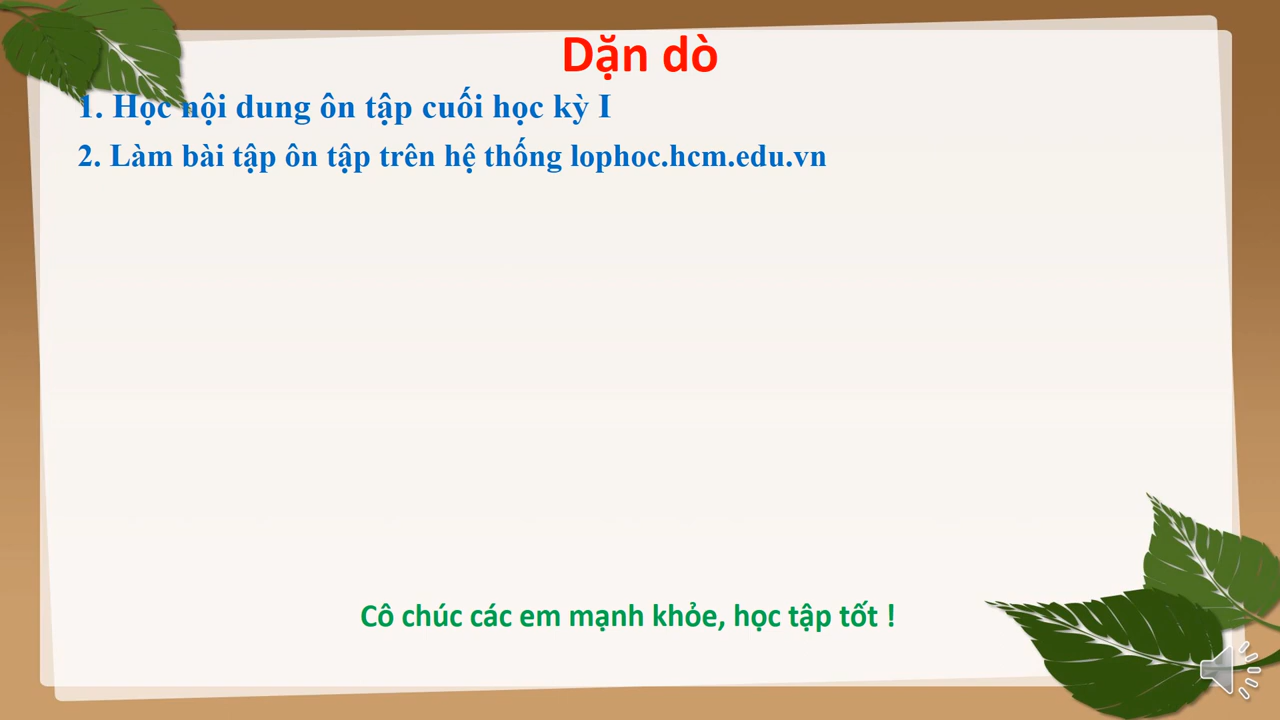 Dặn dò
1. Học nội dung ôn tập cuối học kỳ I
2. Làm bài tập ôn tập trên hệ thống lophoc.hcm.edu.vn
Cô chúc các em mạnh khỏe, học tập tốt !